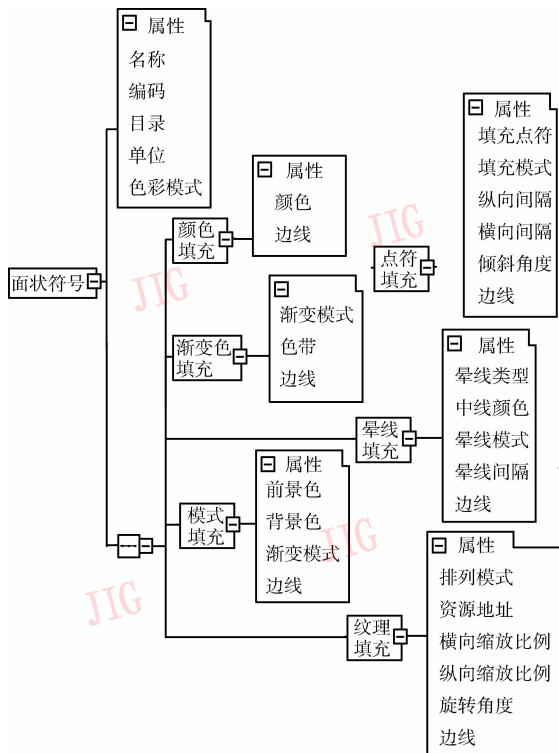 属性
名称
编码
目录
单位
色彩模式
面状符号
颜色
填充
属性
颜色
边线
点符
填充
属性
填充点符
填充模式
纵向间隔
横向间隔
倾斜角度
边线
渐变色
填充
渐变模式
色带
边线
晕线
填充
属性
晕线类型
中线颜色
晕线模式
晕线间隔
边线
模式
填充
属性
前景色
背景色
渐变模式
边线
纹理
填充
属性
排列模式
资源地址
横向缩放比例
纵向缩放比例
旋转角度
边线
JIG
JIG
JIG
JIG